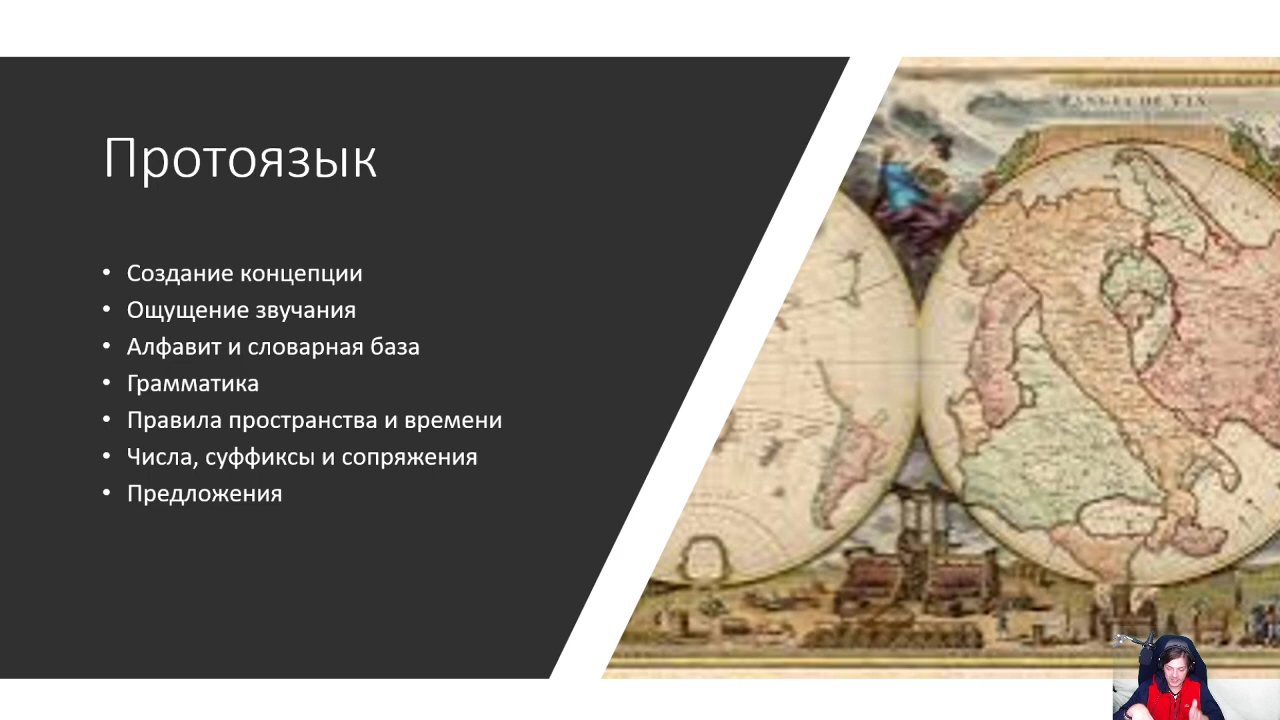 Протоязык
• Создание концепции
• Ощущение звучания
• Алфавит и словарная база
• Грамматика
• Правила пространства и времени
• Числа, суффиксы и сопряжения
• Предложения